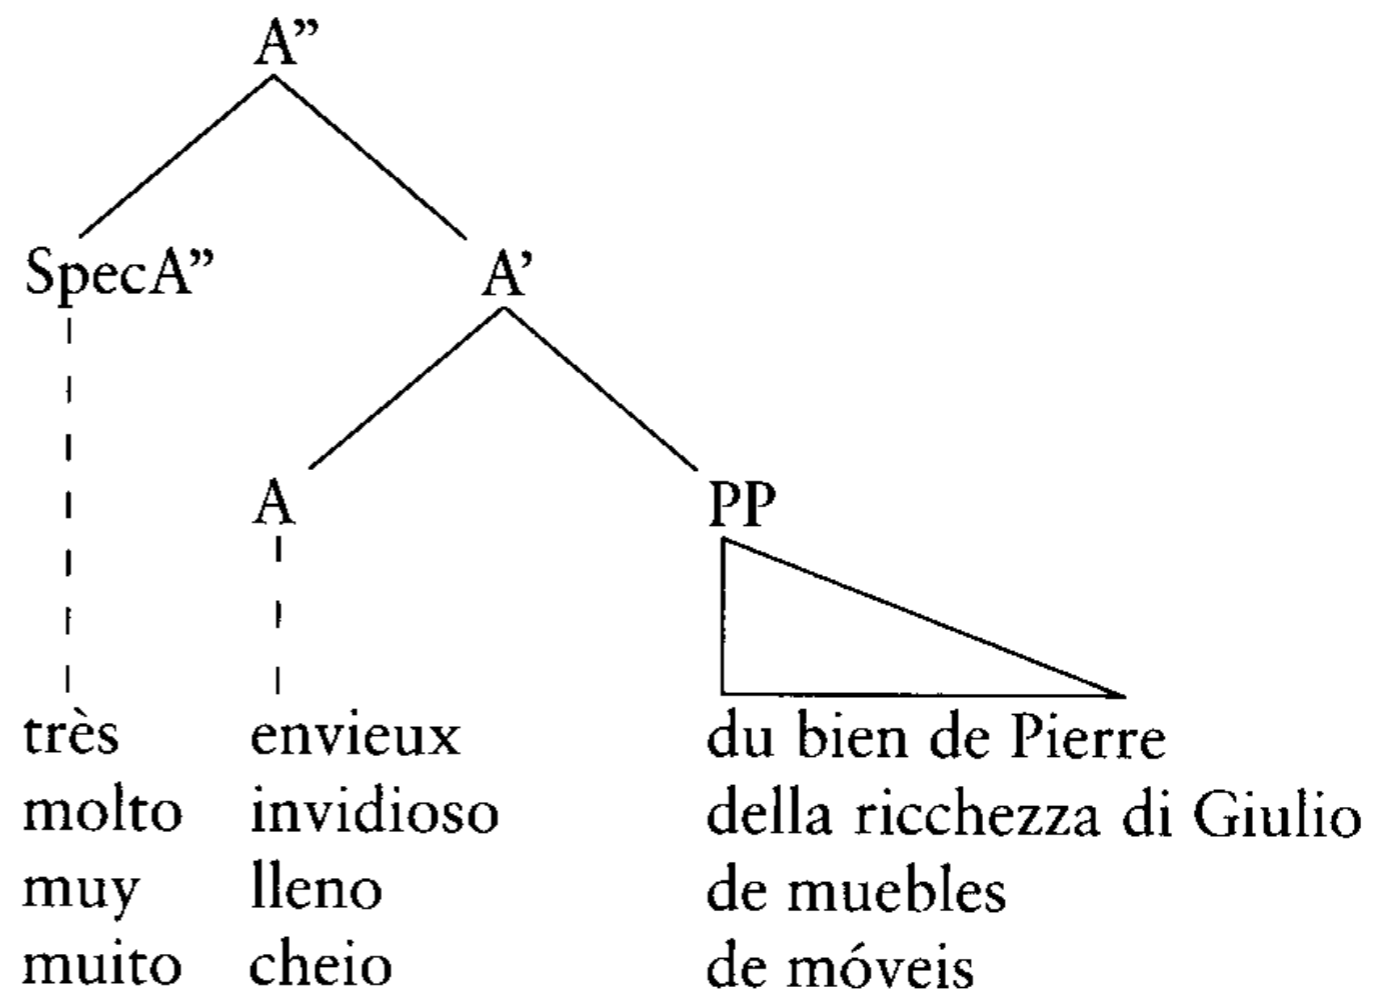 A”
SpecA” A’
A PP
très envieux du bien de Pierre
molto invidioso della ricchezza di Giulio
muy lleno de muebles
muito cheio de móveis